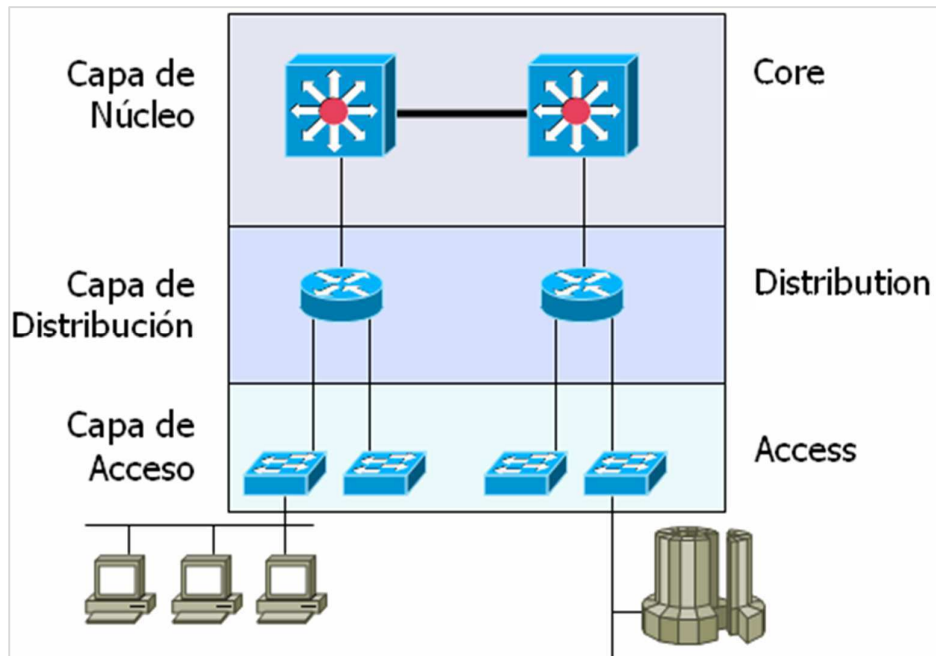 Capa de
Núcleo
Core
Capa de
Distribución
Distribution
Capa de
Acceso
Access